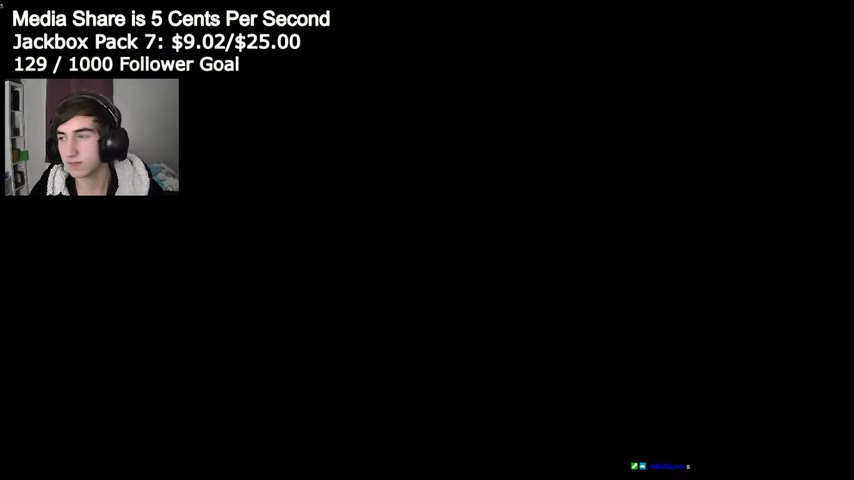 Media Share is 5 Cents Per Second
Jackbox Pack 7: $9.02/$25.00
129 / 1000 Follower Goal